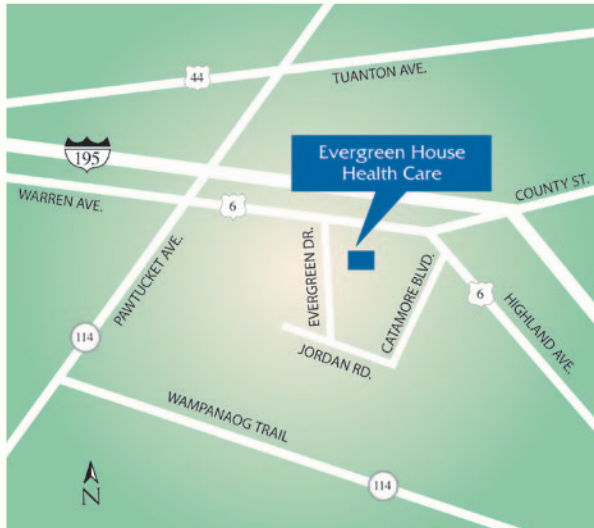 44
TUANTON AVE.
195
Evergreen House
Health Care
COUNTY ST.
WARREN AVE.
6
EVERGREEN DR.
PAWTUCKET AVE.
CATAMORE BLVD.
6
HIGHLAND AVE.
114
JORDAN RD.
WAMPANAOG TRAIL
114
N